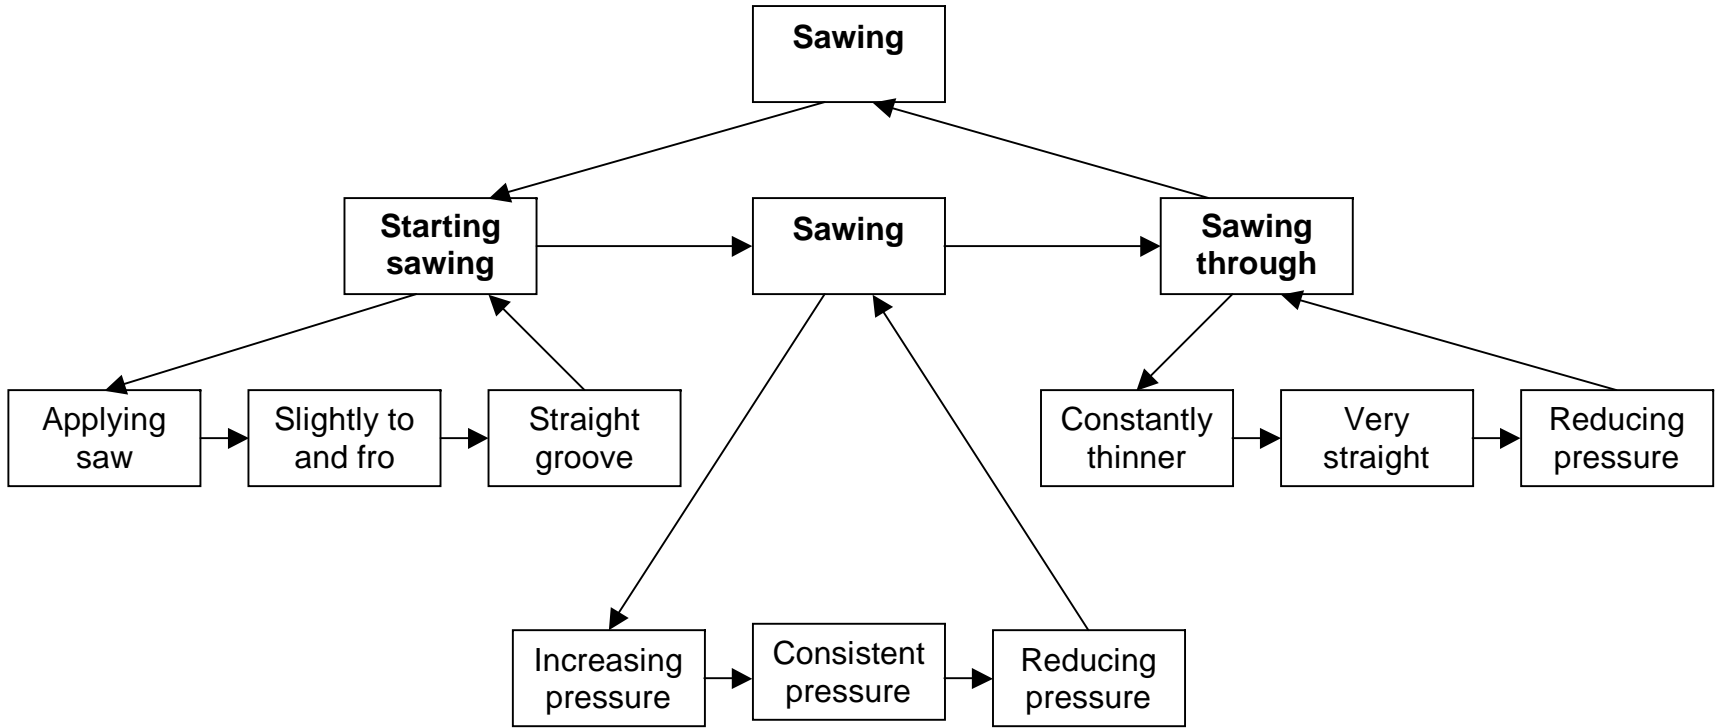 Sawing
Starting
sawing
Sawing
Sawing
through
Applying
saw
Slightly to
and fro
Straight
groove
Constantly
thinner
Very
straight
Reducing
pressure
Increasing
pressure
Consistent
pressure
Reducing
pressure